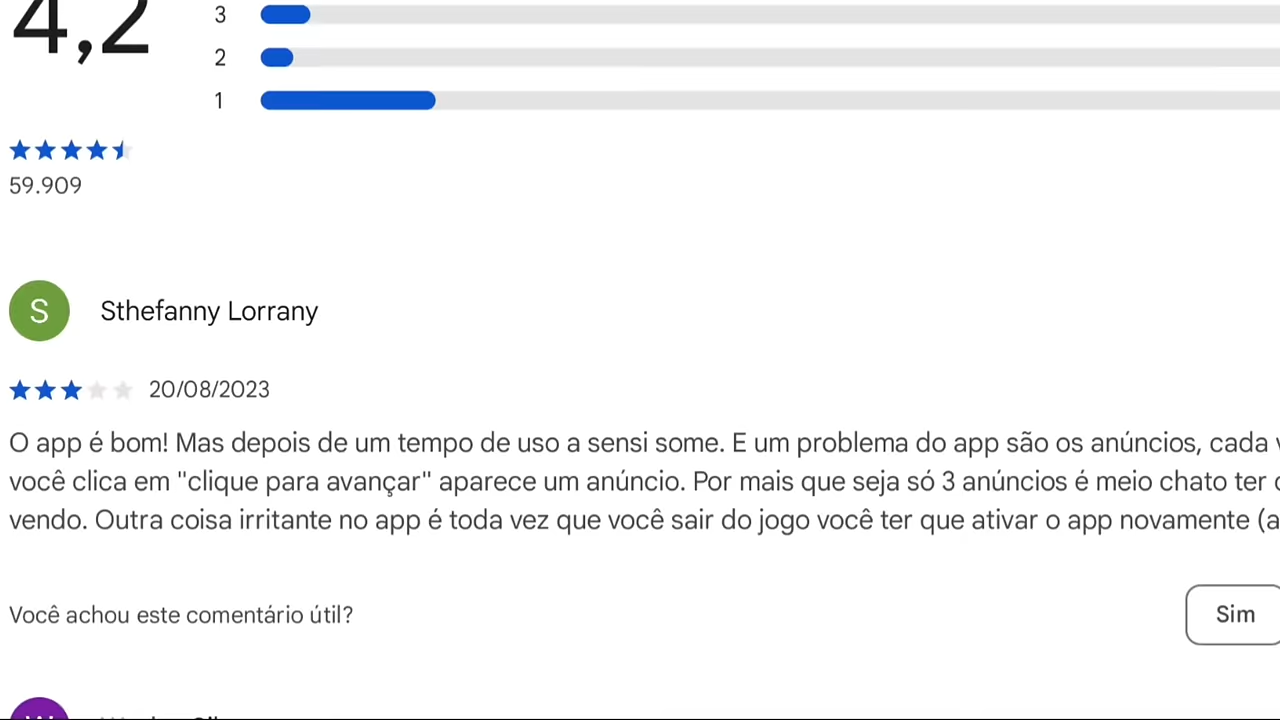 4,2
3
2
1
59.909
S
Sthefanny Lorrany
20/08/2023
O app é bom! Mas depois de um tempo de uso a sensi some. E um problema do app são os anúncios, cada
você clica em "clique para avançar" aparece um anúncio. Por mais que seja só 3 anúncios é meio chato ter
vendo. Outra coisa irritante no app é toda vez que você sair do jogo você ter que ativar o app novamente (a
Você achou este comentário útil?
Sim